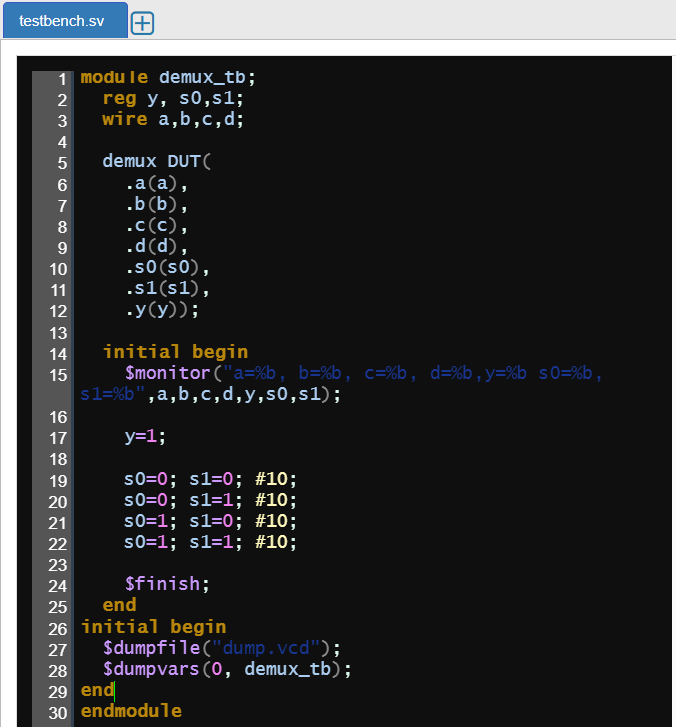 testbench.sv
1 module demux_tb;
2 reg y, s0,s1;
3 wire a,b,c,d;
4
5 demux DUT(
6 .a(a),
7 .b(b),
8 .c(c),
9 .d(d),
10 .s0(s0),
11 .s1(s1),
12 .y(y));
13
14 initial begin
15 $monitor("a=%b, b=%b, c=%b, d=%b,y=%b s0=%b,
s1=%b",a,b,c,d,y,s0,s1);
16
17 y=1;
18
19 s0=0; s1=0; #10;
20 s0=0; s1=1; #10;
21 s0=1; s1=0; #10;
22 s0=1; s1=1; #10;
23
24 $finish;
25 end
26 initial begin
27 $dumpfile("dump.vcd");
28 $dumpvars(0, demux_tb);
29 end
30 endmodule